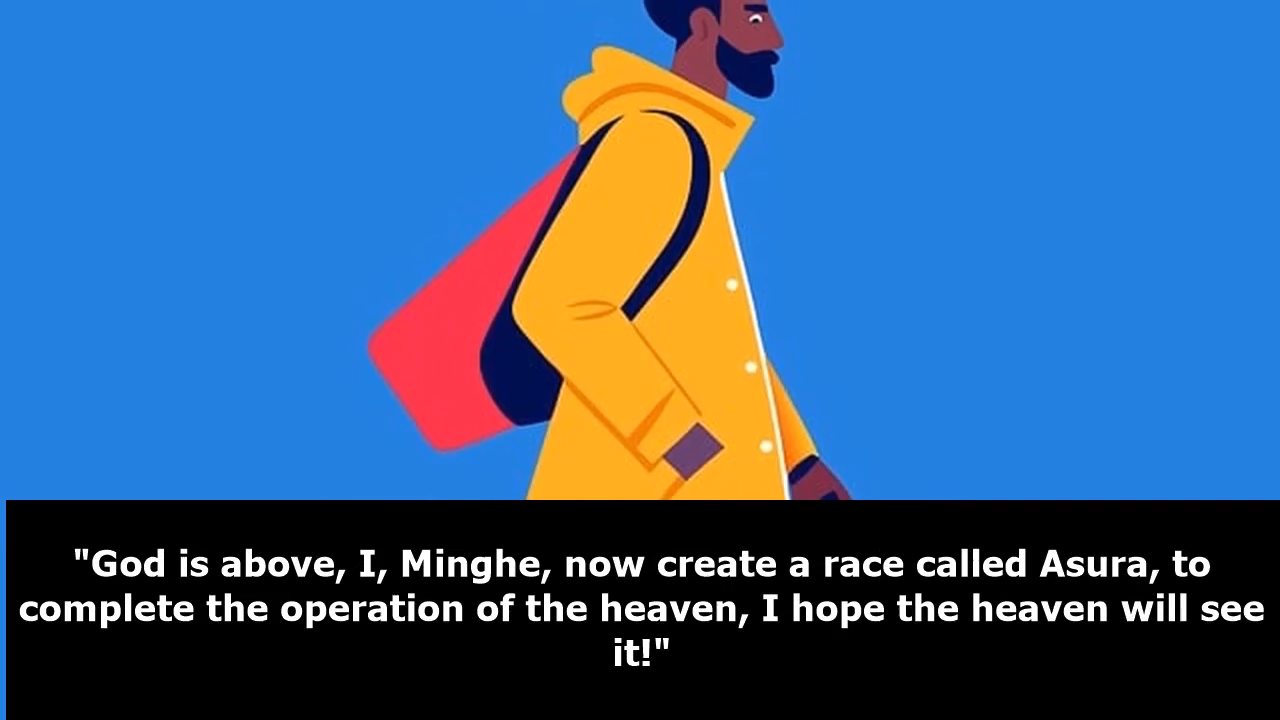 "God is above, I, Minghe, now create a race called Asura, to
complete the operation of the heaven, I hope the heaven will see
it!"